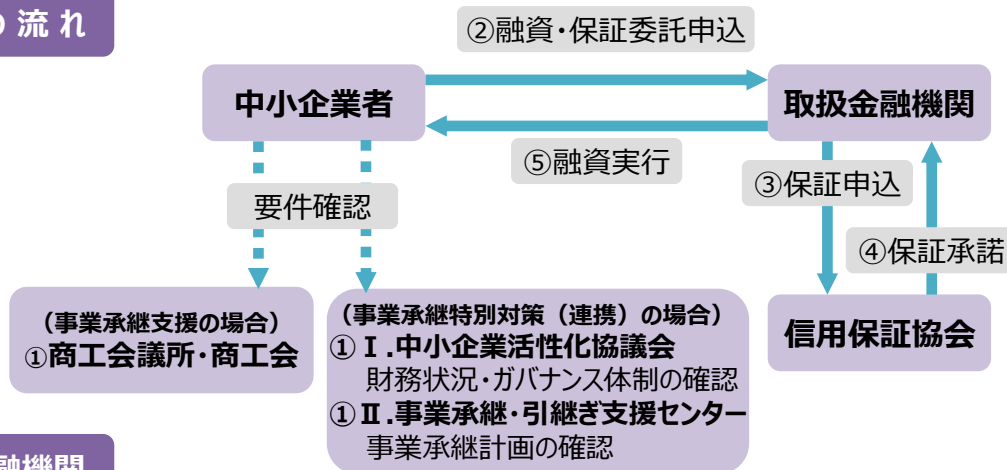 の流れ
②融資・保証委託申込
中小企業者
取扱金融機関
⑤融資実行
③保証申込
要件確認
④保証承諾
（事業承継支援の場合）
①商工会議所・商工会
（事業承継特別対策（連携）の場合）
①Ⅰ.中小企業活性化協議会
財務状況・ガバナンス体制の確認
①Ⅱ.事業承継・引継ぎ支援センター
事業承継計画の確認
信用保証協会
融機関